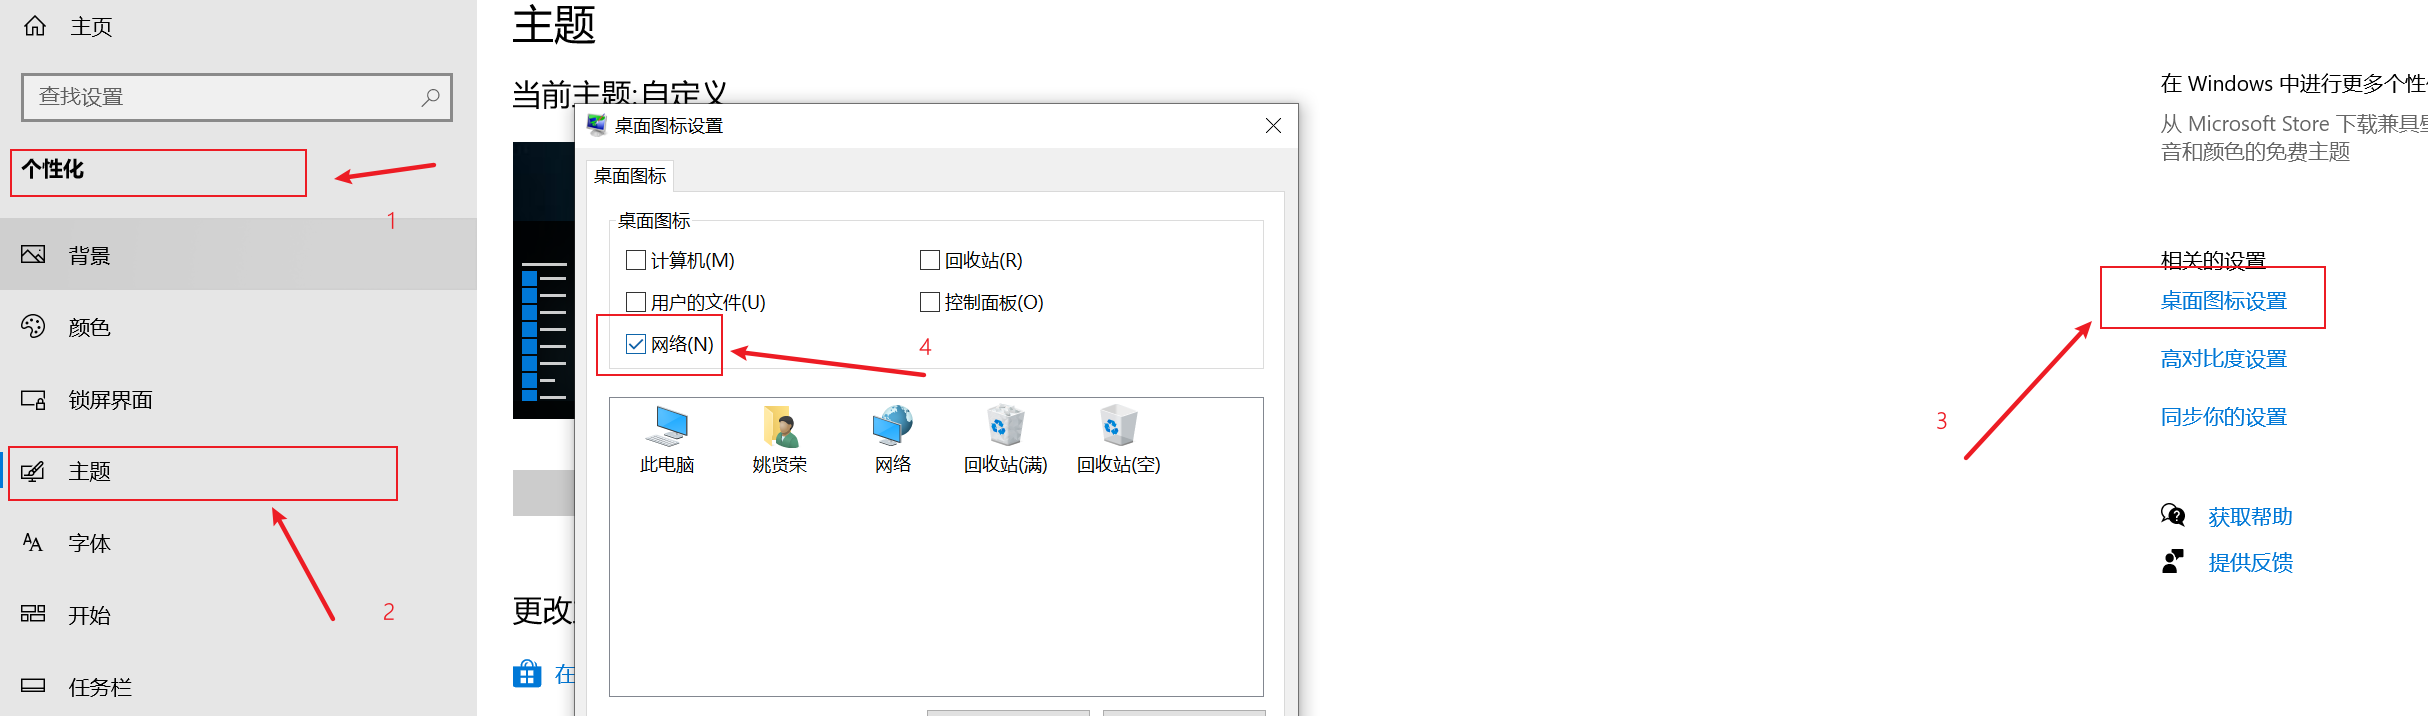 主页
查找设置
个性化
1
背景
颜色
锁屏界面
主题
2
字体
开始
任务栏
主题
当前主题:自定义
桌面图标设置
桌面图标
桌面图标
计算机(M)
回收站(R)
用户的文件(U)
控制面板(O)
网络(N)
4
此电脑
姚贤荣
网络
回收站(满)
回收站(空)
更改
在
在 Windows 中进行更多个性
从 Microsoft Store 下载兼具
音和颜色的免费主题
相关的设置
桌面图标设置
高对比度设置
3
同步你的设置
获取帮助
提供反馈